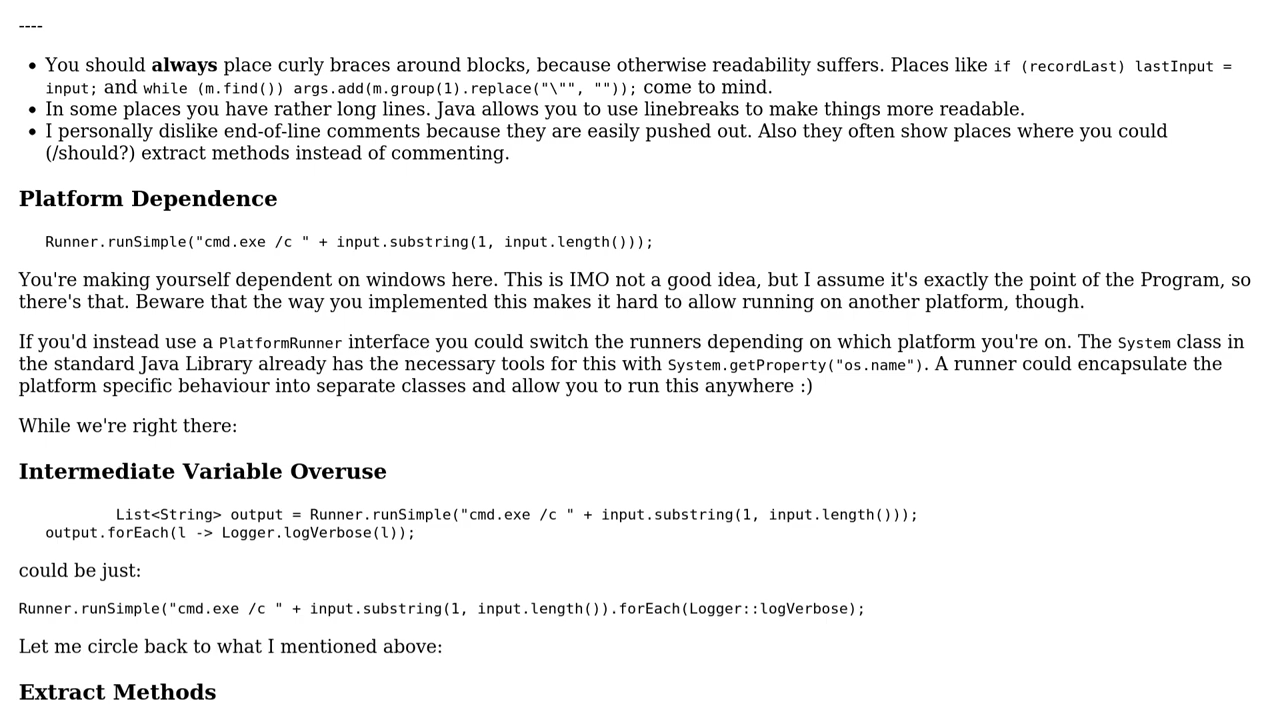 ----
• You should always place curly braces around blocks, because otherwise readability suffers. Places like if (recordLast) lastInput =
input; and while (m.find()) args.add(m.group(1).replace("\"", "")); come to mind.
• In some places you have rather long lines. Java allows you to use linebreaks to make things more readable.
• I personally dislike end-of-line comments because they are easily pushed out. Also they often show places where you could
(/should?) extract methods instead of commenting.
Platform Dependence
Runner.runSimple("cmd.exe /c " + input.substring(1, input.length()));
You're making yourself dependent on windows here. This is IMO not a good idea, but I assume it's exactly the point of the Program, so
there's that. Beware that the way you implemented this makes it hard to allow running on another platform, though.
If you'd instead use a PlatformRunner interface you could switch the runners depending on which platform you're on. The System class in
the standard Java Library already has the necessary tools for this with System.getProperty("os.name"). A runner could encapsulate the
platform specific behaviour into separate classes and allow you to run this anywhere :)
While we're right there:
Intermediate Variable Overuse
List<String> output = Runner.runSimple("cmd.exe /c " + input.substring(1, input.length()));
output.forEach(l -> Logger.logVerbose(l));
could be just:
Runner.runSimple("cmd.exe /c " + input.substring(1, input.length()).forEach(Logger::logVerbose);
Let me circle back to what I mentioned above:
Extract Methods